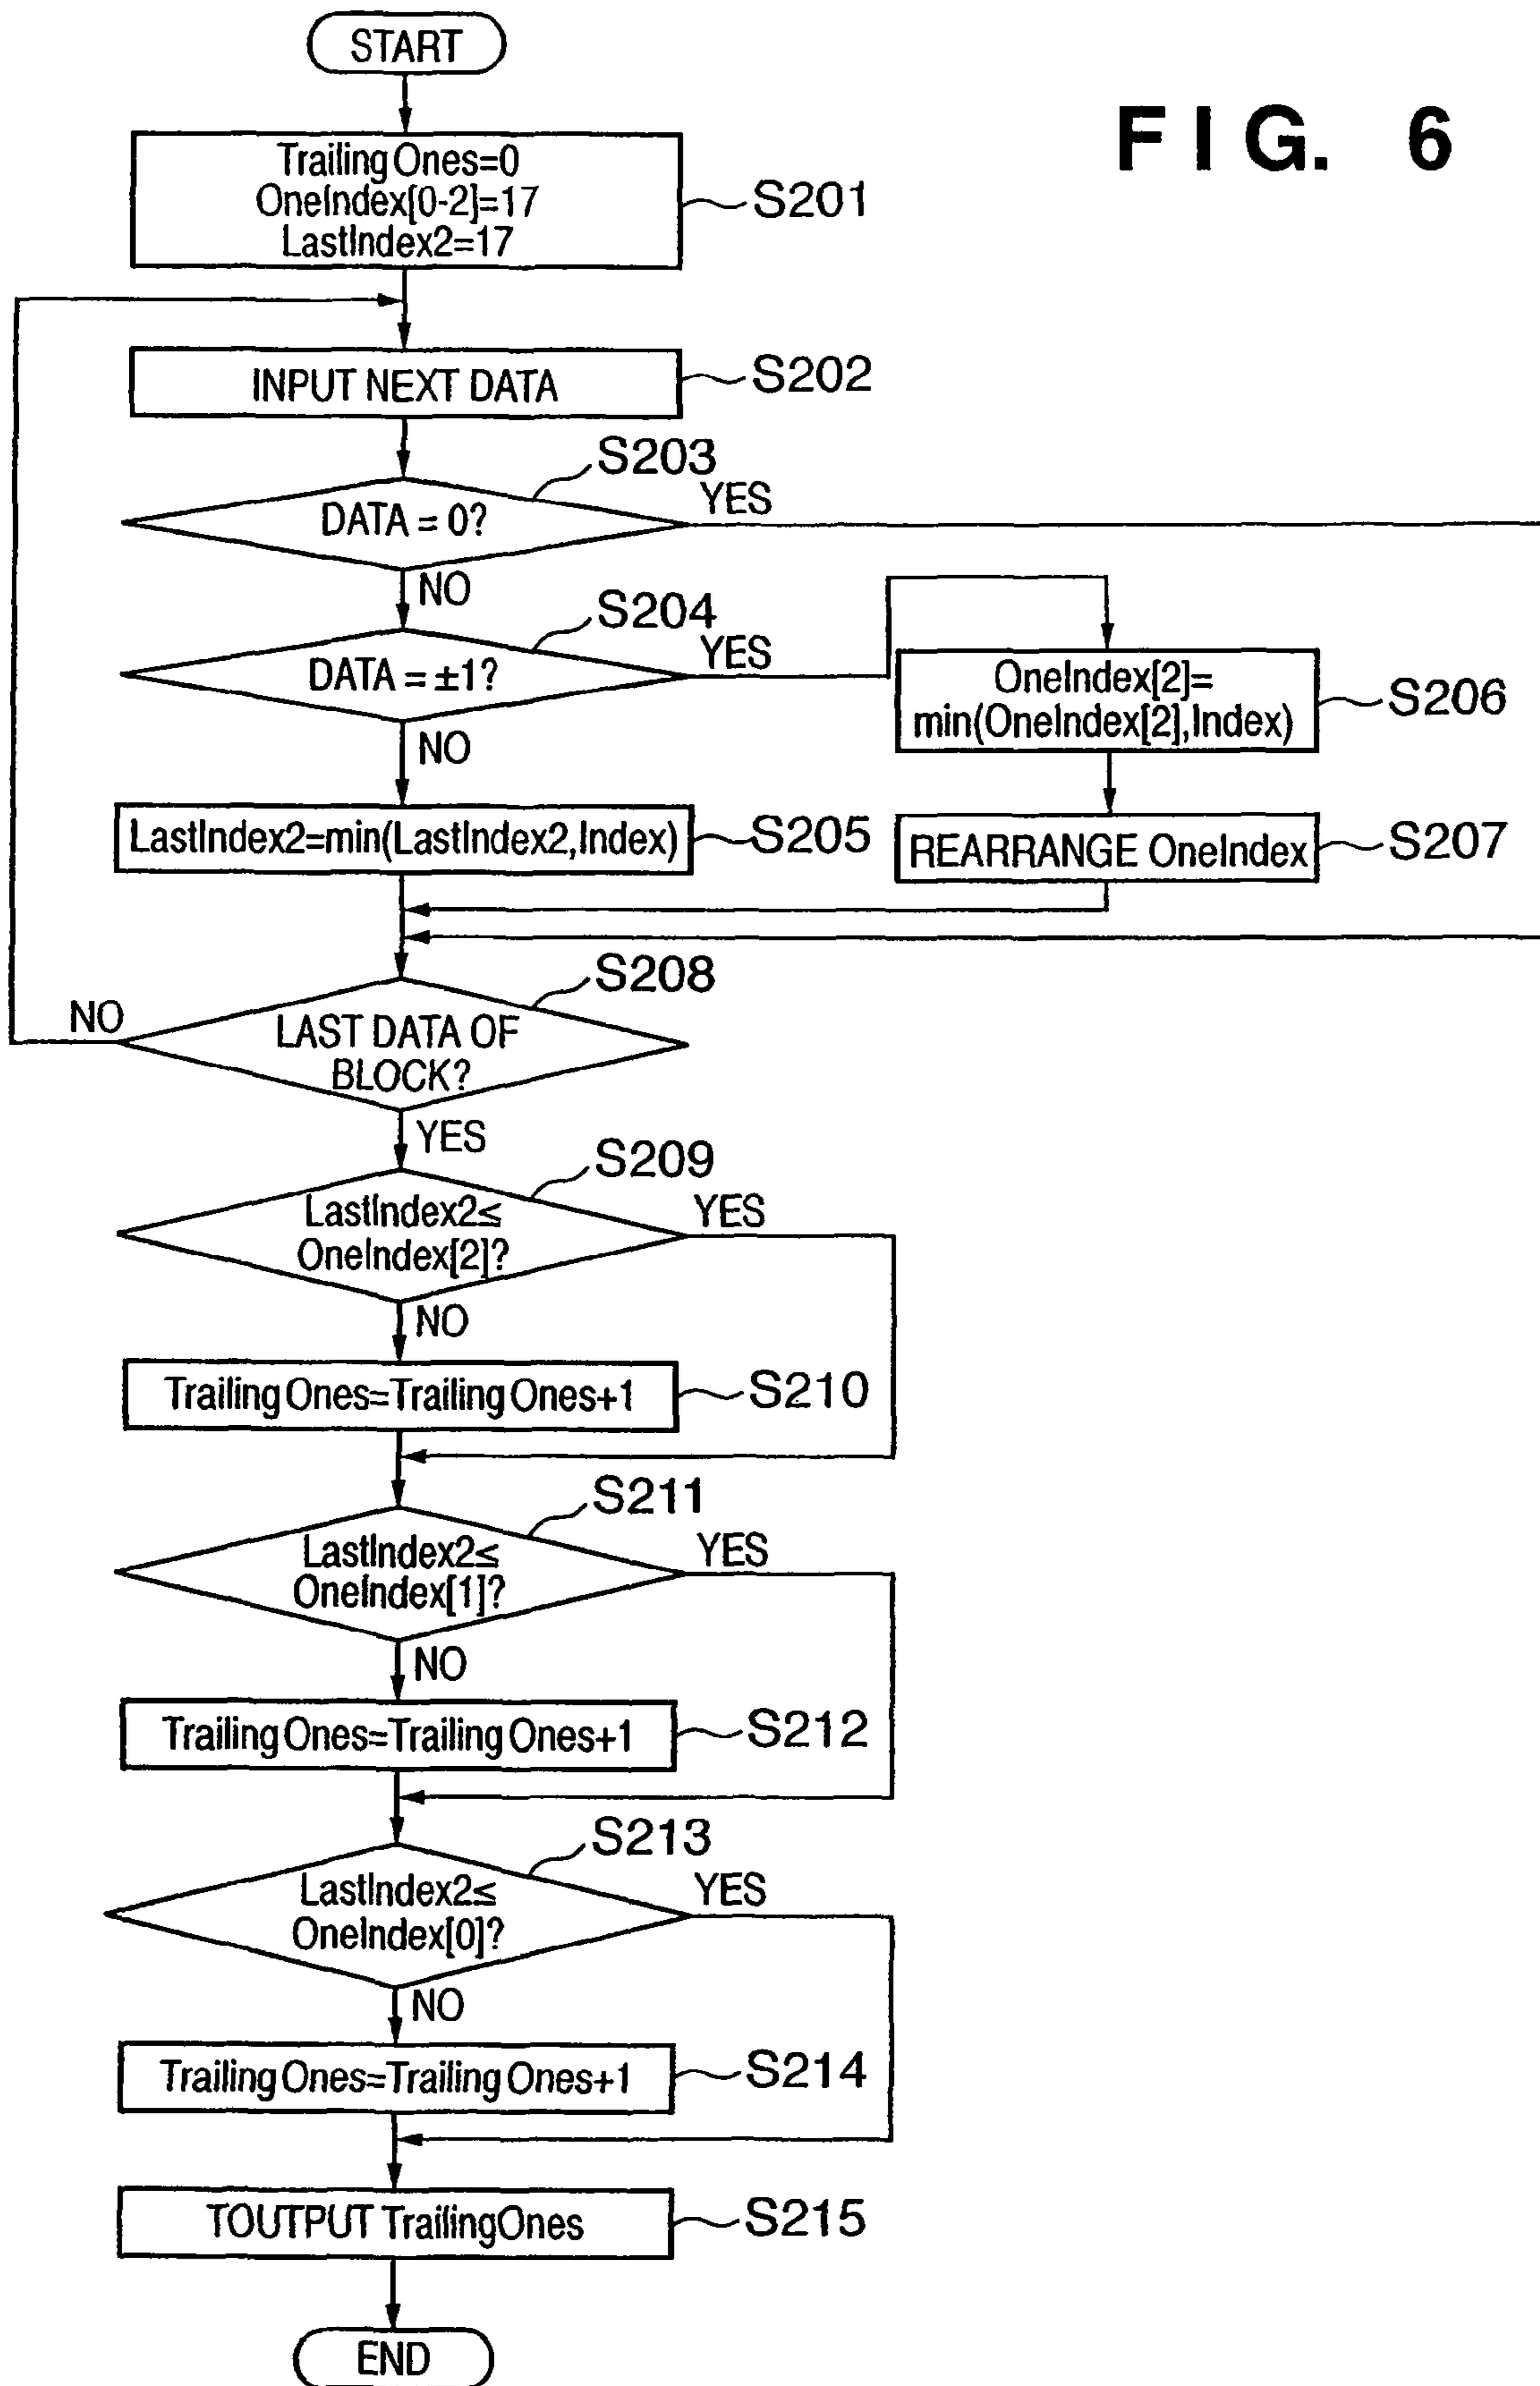 START
FIG. 6
TrailingOnes=0
OneIndex[0-2]=17
LastIndex2=17
S201
INPUT NEXT DATA
S202
S203
DATA = 0?
YES
NO
S204
DATA = ±1?
YES
NO
OneIndex[2]=
min(OneIndex[2],Index)
S206
LastIndex2=min(LastIndex2,Index)
S205
REARRANGE OneIndex
S207
S208
NO
LAST DATA OF
BLOCK?
YES
S209
LastIndex2≤
OneIndex[2]?
YES
NO
TrailingOnes=TrailingOnes+1
S210
S211
LastIndex2≤
OneIndex[1]?
YES
NO
TrailingOnes=TrailingOnes+1
S212
S213
LastIndex2≤
OneIndex[0]?
YES
NO
TrailingOnes=TrailingOnes+1
S214
TOUTPUT TrailingOnes
S215
END